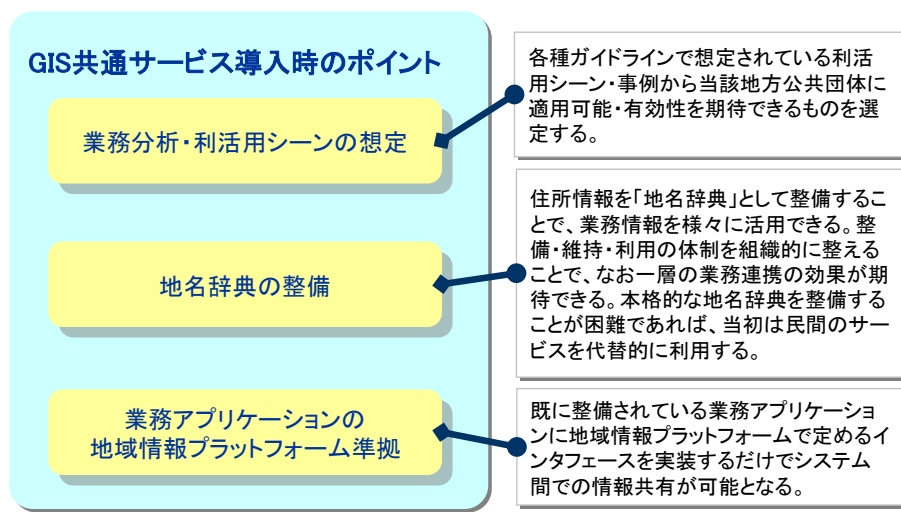 GIS共通サービス導入時のポイント
業務分析・利活用シーンの想定
各種ガイドラインで想定されている利活
用シーン・事例から当該地方公共団体に
適用可能・有効性を期待できるものを選
定する。
地名辞典の整備
住所情報を「地名辞典」として整備するこ
とで、業務情報を様々に活用できる。整
備・維持・利用の体制を組織的に整える
ことで、なお一層の業務連携の効果が期
待できる。本格的な地名辞典を整備する
ことが困難であれば、当初は民間のサー
ビスを代替的に利用する。
業務アプリケーションの
地域情報プラットフォーム準拠
既に整備されている業務アプリケーショ
ンに地域情報プラットフォームで定めるイ
ンタフェースを実装するだけでシステム
間での情報共有が可能となる。